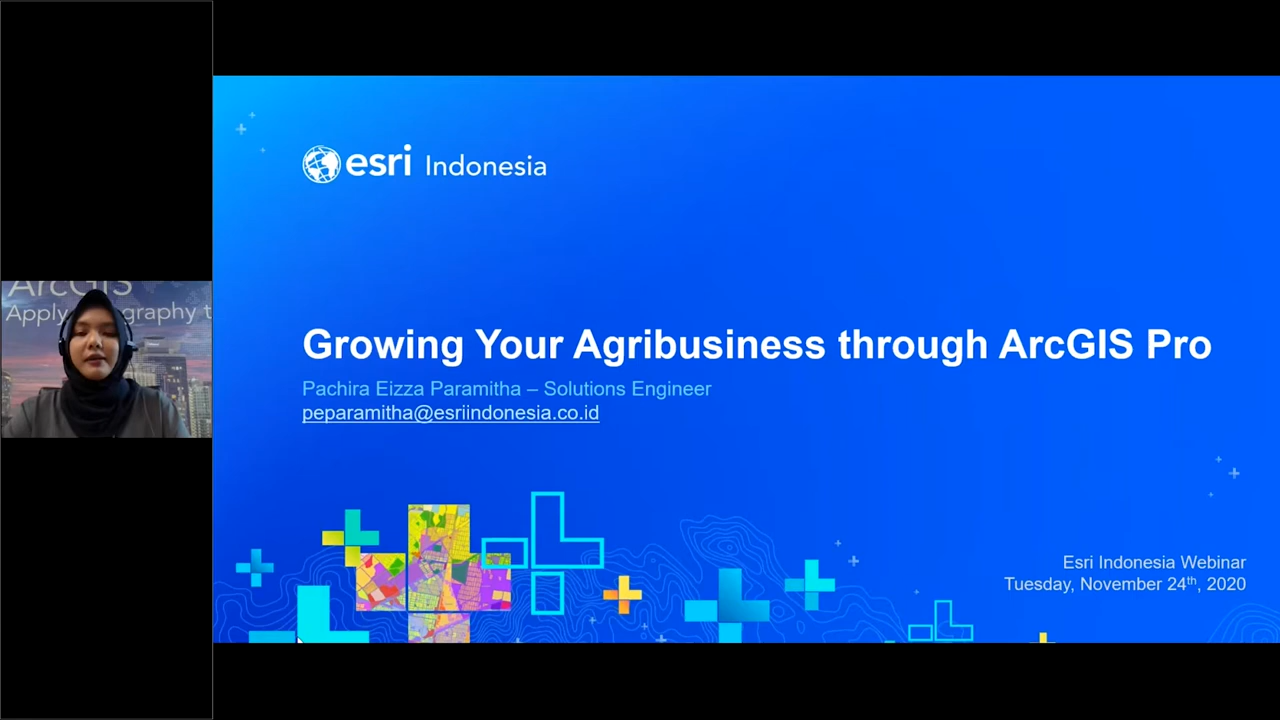 esri Indonesia
Growing Your Agribusiness through ArcGIS Pro
Pachira Eizza Paramitha – Solutions Engineer
peparamitha@esriindonesia.co.id
Esri Indonesia Webinar
Tuesday, November 24th, 2020
ArcGIS
Apply
graphy t